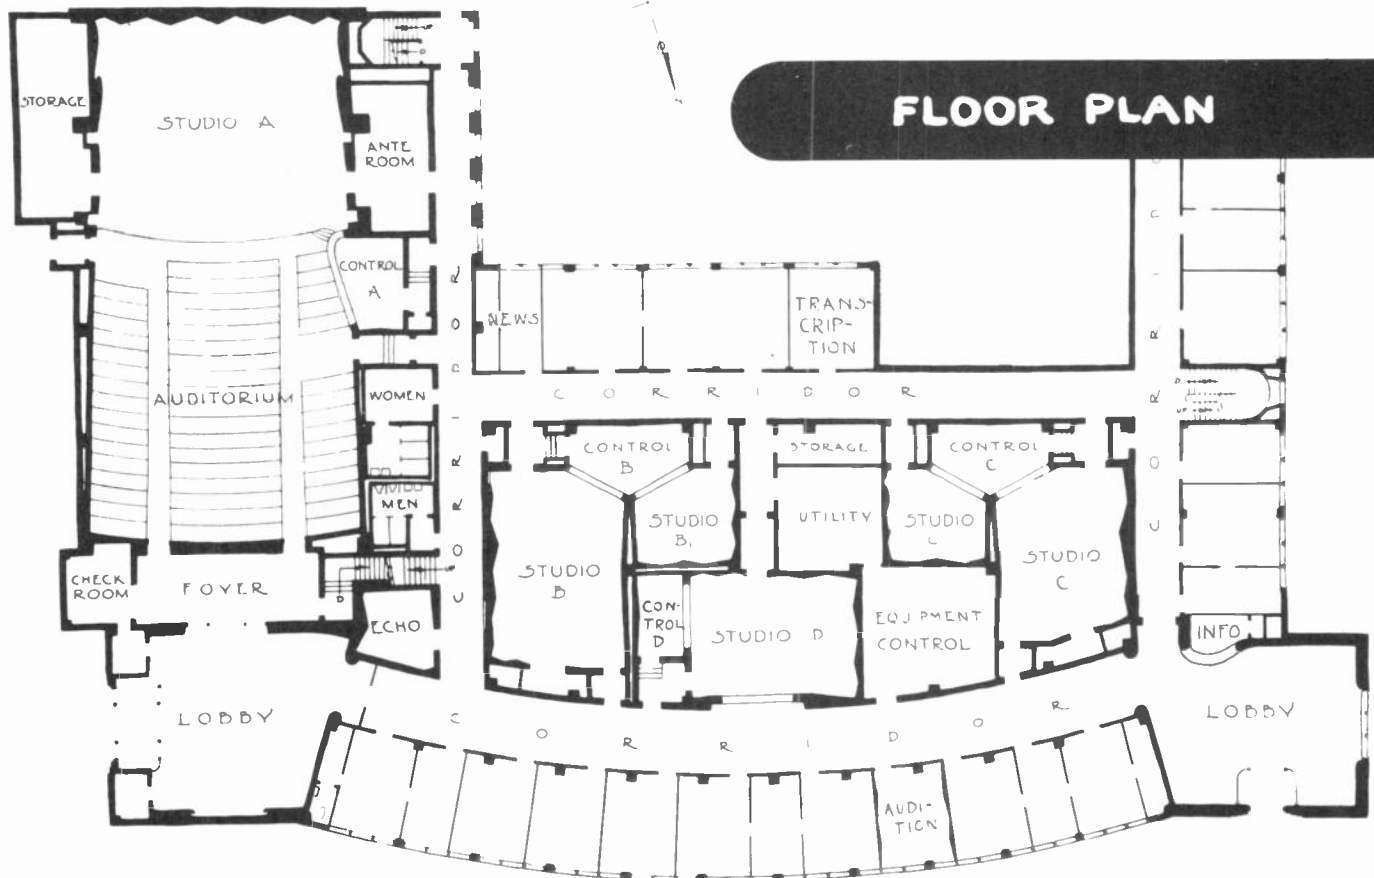 FLOOR PLAN
STORAGE
STUDIO A
ANTE
ROOM
CONTROL
A
NEWS
TRANS-
CRIP-
TION
AUDITORIUM
WOMEN
MEN
CORRIDOR
CORRIDOR
CORRIDOR
CONTROL
B
STORAGE
CONTROL
C
STUDIO
B1
UTILITY
STUDIO
C
STUDIO
B
STUDIO
C
CHECK
ROOM
FOYER
ECHO
CON-
TROL
D
STUDIO D
EQUIPMENT
CONTROL
INFO
LOBBY
CORRIDOR
LOBBY
AUDI-
TION